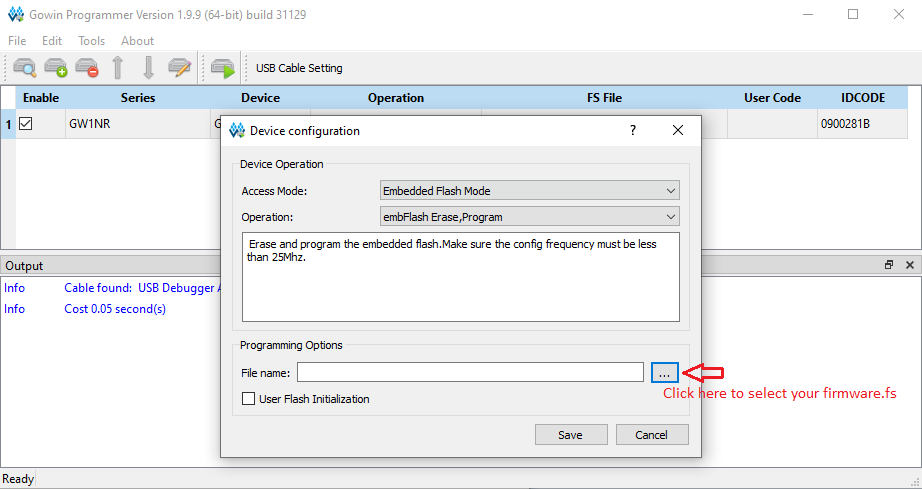 Gowin Programmer Version 1.9.9 (64-bit) build 31129
File Edit Tools About
USB Cable Setting
Enable Series Device Operation FS File User Code IDCODE
1 GW1NR G 0900281B
Device configuration
Device Operation
Access Mode: Embedded Flash Mode
Operation: embFlash Erase,Program
Erase and program the embedded flash.Make sure the config frequency must be less
than 25Mhz.
Output
Info Cable found: USB Debugger A
Info Cost 0.05 second(s)
Programming Options
File name: ...
Click here to select your firmware.fs
User Flash Initialization
Save Cancel
Ready